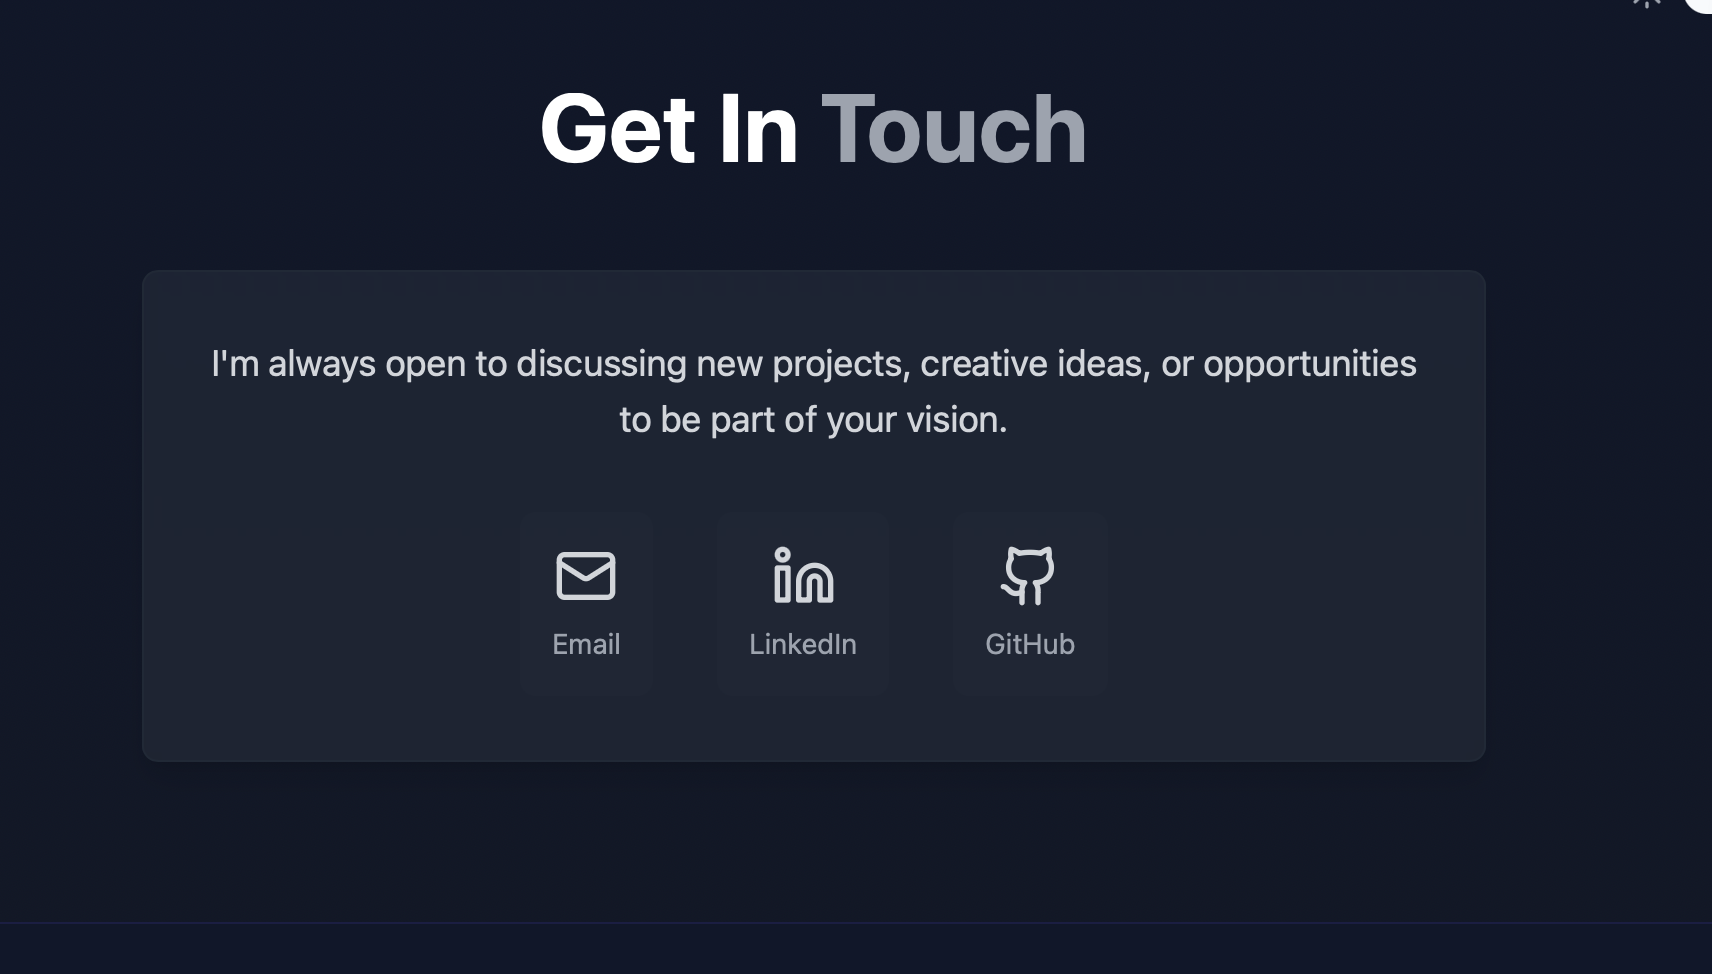 Get In Touch
I'm always open to discussing new projects, creative ideas, or opportunities
to be part of your vision.
Email
LinkedIn
GitHub